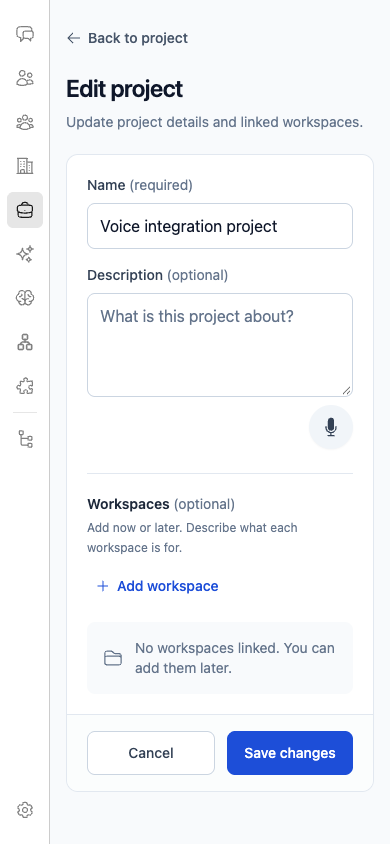 Back to project
Edit project
Update project details and linked workspaces.
Name (required)
Voice integration project
Description (optional)
What is this project about?
Workspaces (optional)
Add now or later. Describe what each
workspace is for.
Add workspace
No workspaces linked. You can
add them later.
Cancel
Save changes